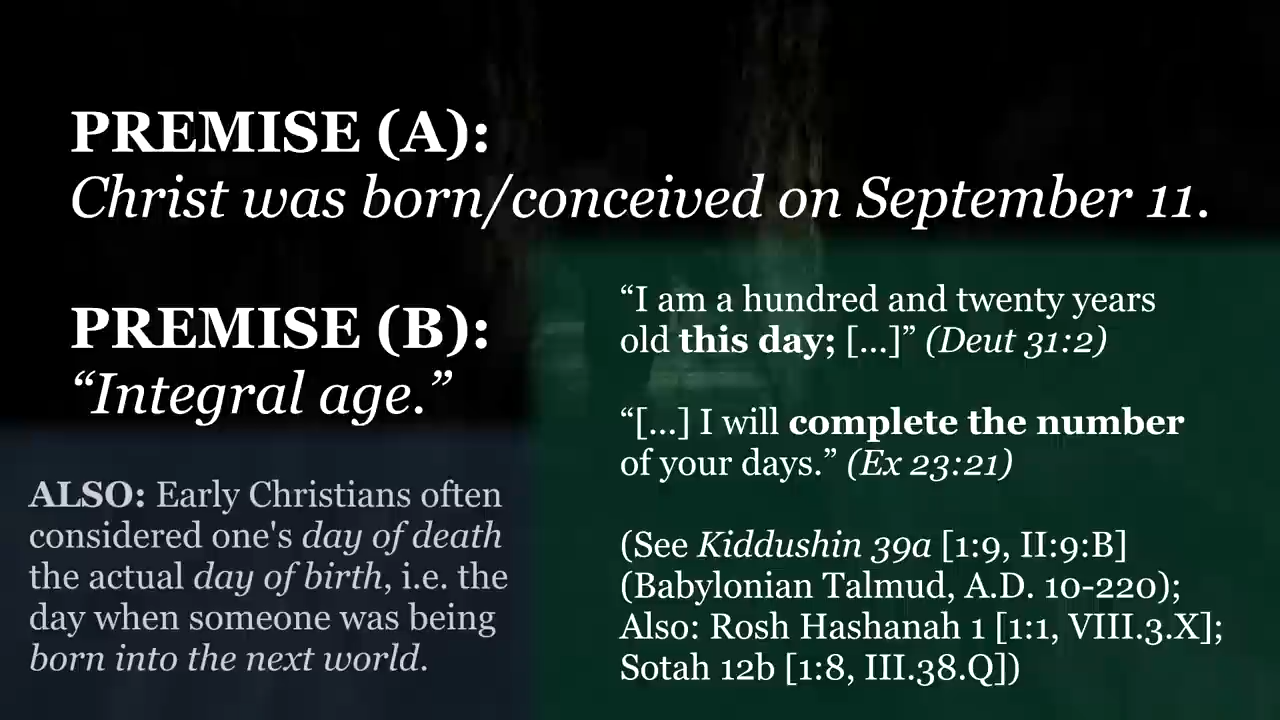 PREMISE (A):
Christ was born/conceived on September 11.
PREMISE (B):
“Integral age.”
ALSO: Early Christians often
considered one's day of death
the actual day of birth, i.e. the
day when someone was being
born into the next world.
“I am a hundred and twenty years
old this day; [...]” (Deut 31:2)
“[...] I will complete the number
of your days.” (Ex 23:21)
(See Kiddushin 39a [1:9, II:9:B]
(Babylonian Talmud, A.D. 10-220);
Also: Rosh Hashanah 1 [1:1, VIII.3.X];
Sotah 12b [1:8, III.38.Q])